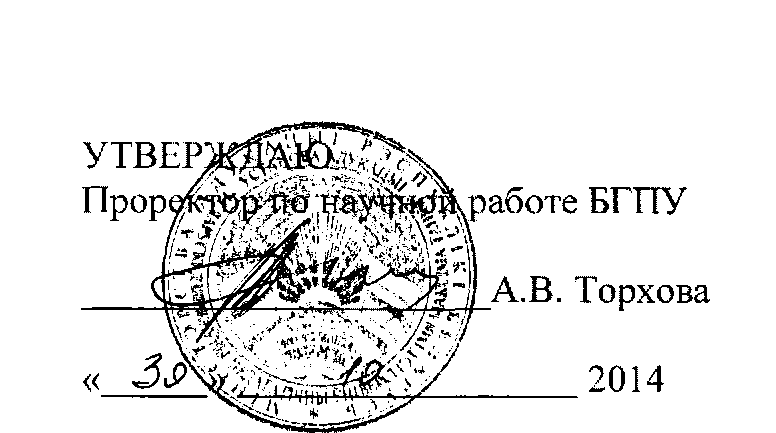 УТВЕРЖДАЮ
Проректор по научной работе БГПУ
А.В. Торхова
« 30 » 10 2014